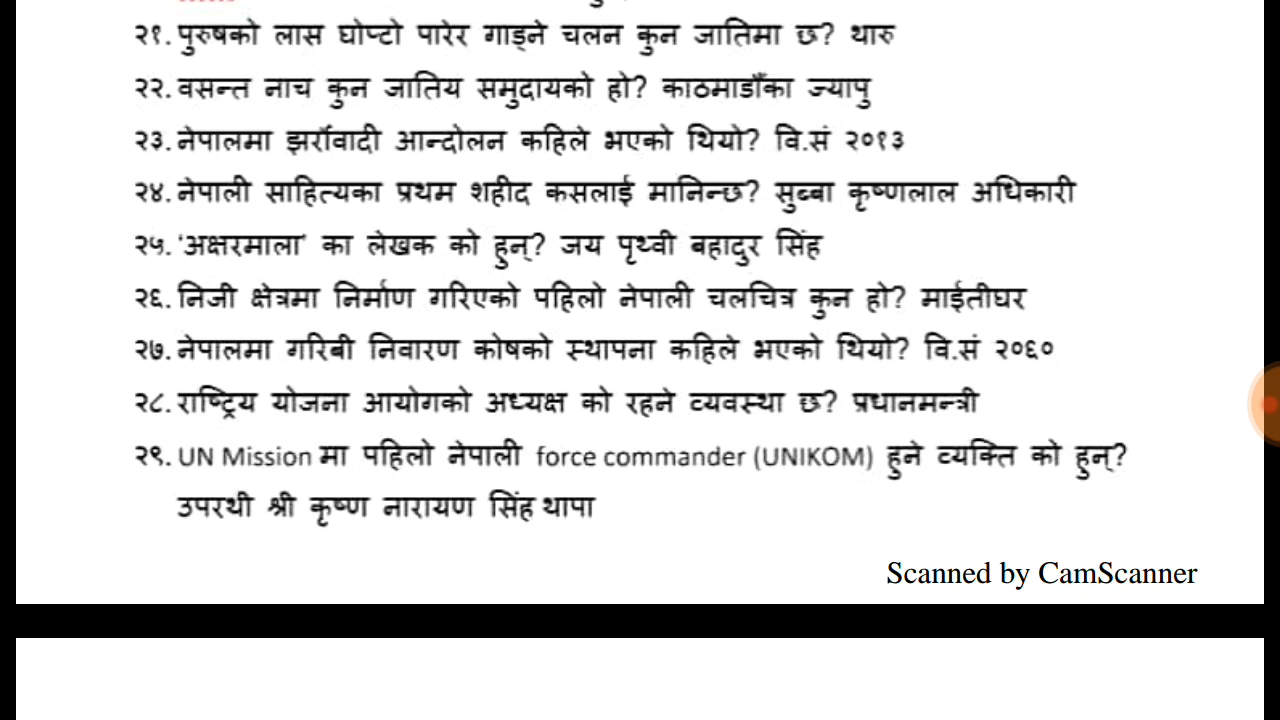 २१. पुरुषको लास घोप्टो पारेर गाड्ने चलन कुन जातिमा छ? थारु
२२. वसन्त नाच कुन जातिय समुदायको हो? काठमाडौँका ज्यापु
२३. नेपालमा झर्रोवादी आन्दोलन कहिले भएको थियो? वि.सं २०१३
२४. नेपाली साहित्यका प्रथम शहीद कसलाई मानिन्छ? सुब्बा कृष्णलाल अधिकारी
२५. 'अक्षरमाला' का लेखक को हुन्? जय पृथ्वी बहादुर सिंह
२६. निजी क्षेत्रमा निर्माण गरिएको पहिलो नेपाली चलचित्र कुन हो? माईतीघर
२७. नेपालमा गरिबी निवारण कोषको स्थापना कहिले भएको थियो? वि.सं २०६०
२८. राष्ट्रिय योजना आयोगको अध्यक्ष को रहने व्यवस्था छ? प्रधानमन्त्री
२९. UN Mission मा पहिलो नेपाली force commander (UNIKOM) हुने व्यक्ति को हुन्?
उपरथी श्री कृष्ण नारायण सिंह थापा
Scanned by CamScanner